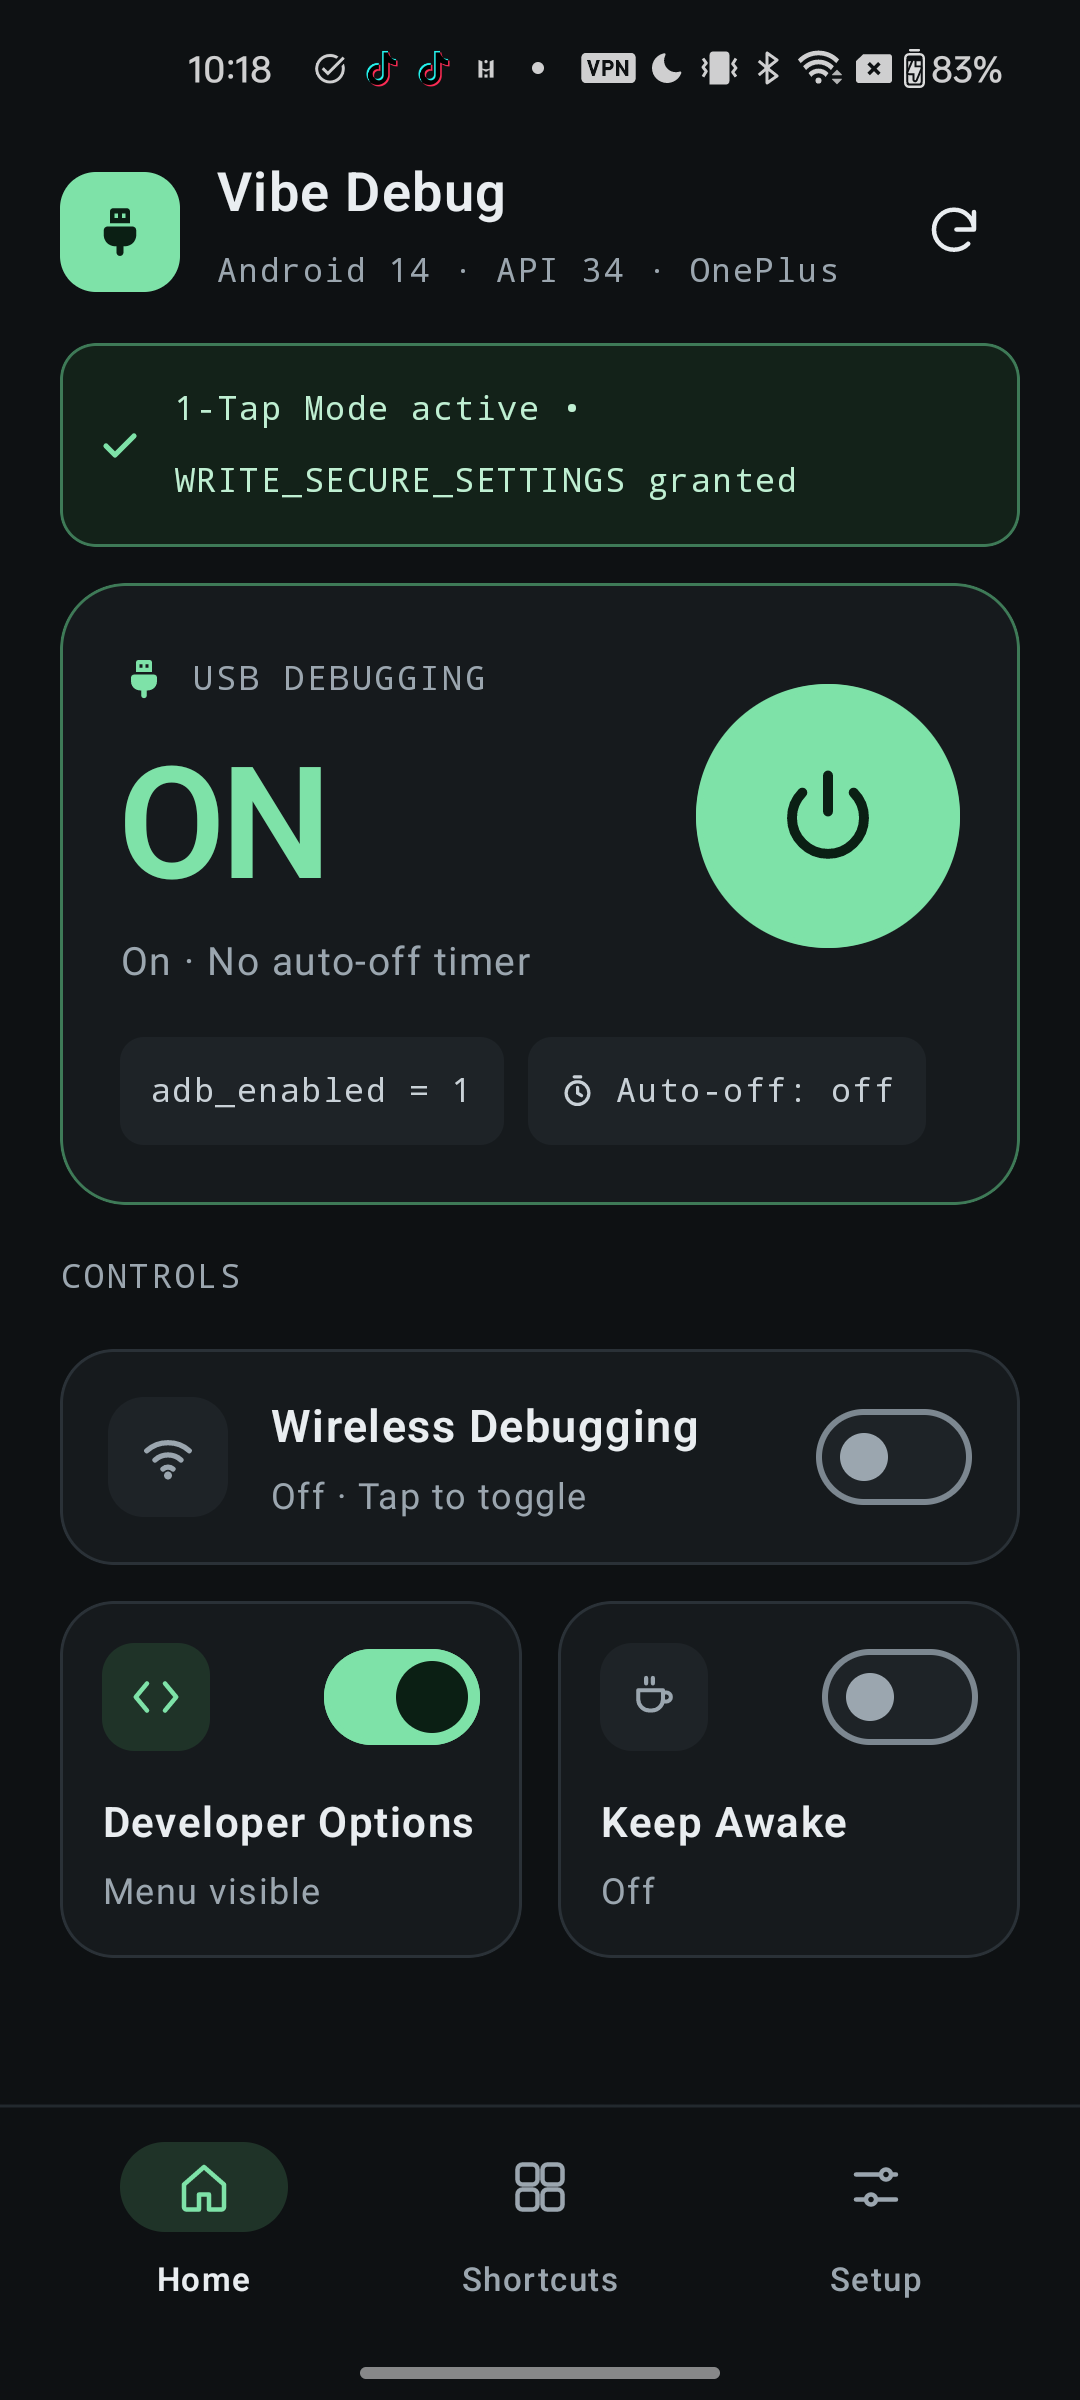 10:18
VPN
83%
Vibe Debug
Android 14 · API 34 · OnePlus
1-Tap Mode active •
WRITE_SECURE_SETTINGS granted
USB DEBUGGING
ON
On · No auto-off timer
adb_enabled = 1
Auto-off: off
CONTROLS
Wireless Debugging
Off · Tap to toggle
Developer Options
Menu visible
Keep Awake
Off
Home
Shortcuts
Setup